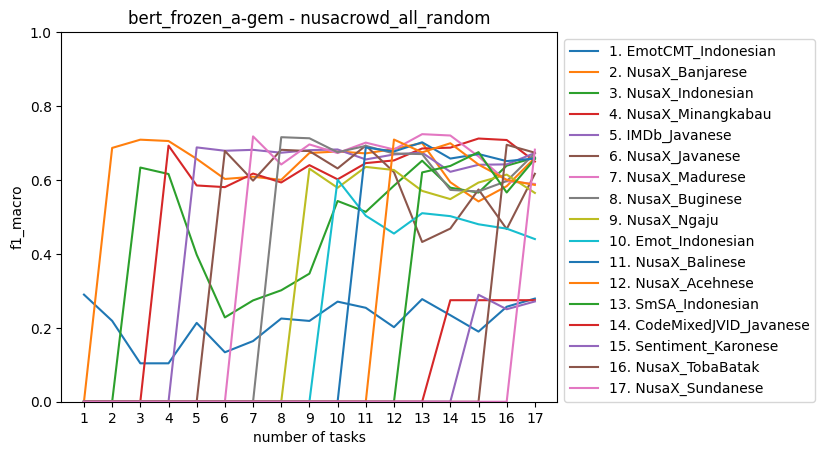 bert_frozen_a-gem - nusacrowd_all_random
f1_macro
1.0
0.8
0.6
0.4
0.2
0.0
1 2 3 4 5 6 7 8 9 10 11 12 13 14 15 16 17
number of tasks
1. EmotCMT_Indonesian
2. NusaX_Banjarese
3. NusaX_Indonesian
4. NusaX_Minangkabau
5. IMDb_Javanese
6. NusaX_Javanese
7. NusaX_Madurese
8. NusaX_Buginese
9. NusaX_Ngaju
10. Emot_Indonesian
11. NusaX_Balinese
12. NusaX_Acehnese
13. SmSA_Indonesian
14. CodeMixedJVID_Javanese
15. Sentiment_Karonese
16. NusaX_TobaBatak
17. NusaX_Sundanese